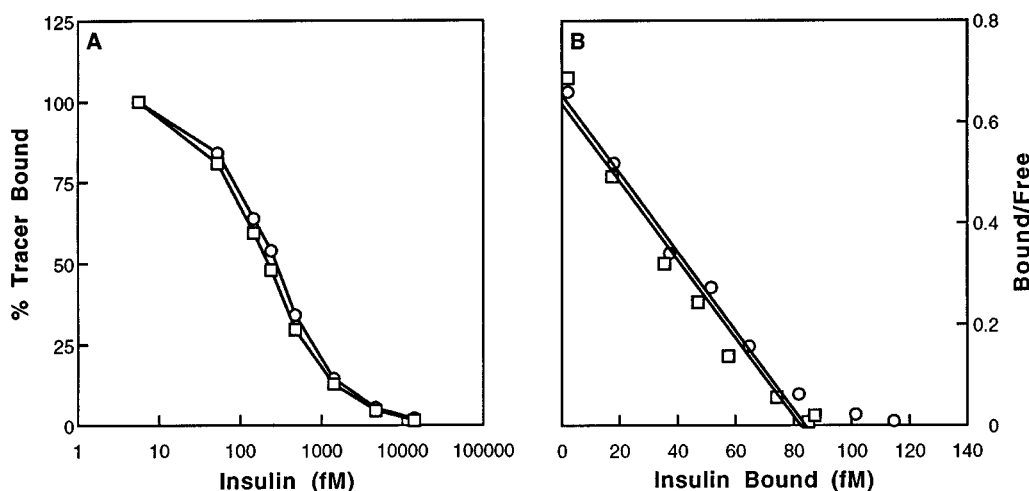 A
125
100
75
50
25
0
% Tracer Bound
1 10 100 1000 10000 100000
Insulin (fM)
B
0.8
0.6
0.4
0.2
0
Bound/Free
0 20 40 60 80 100 120 140
Insulin Bound (fM)